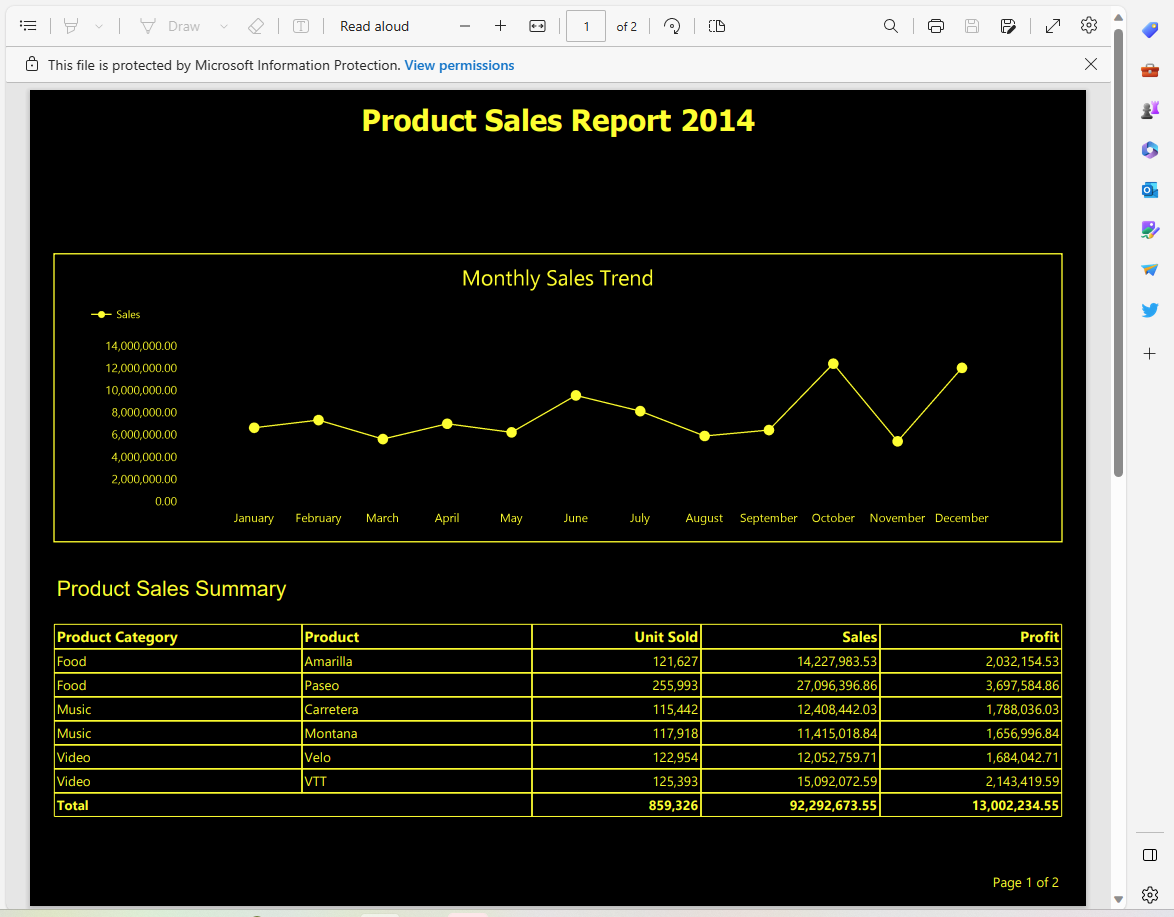 Draw Read aloud 1 of 2
This file is protected by Microsoft Information Protection. View permissions
Product Sales Report 2014
Monthly Sales Trend
Sales
14,000,000.00
12,000,000.00
10,000,000.00
8,000,000.00
6,000,000.00
4,000,000.00
2,000,000.00
0.00
January February March April May June July August September October November December
Product Sales Summary
Product Category Product Unit Sold Sales Profit
Food Amarilla 121,627 14,227,983.53 2,032,154.53
Food Paseo 255,993 27,096,396.86 3,697,584.86
Music Carretera 115,442 12,408,442.03 1,788,036.03
Music Montana 117,918 11,415,018.84 1,656,996.84
Video Velo 122,954 12,052,759.71 1,684,042.71
Video VTT 125,393 15,092,072.59 2,143,419.59
Total 859,326 92,292,673.55 13,002,234.55
Page 1 of 2